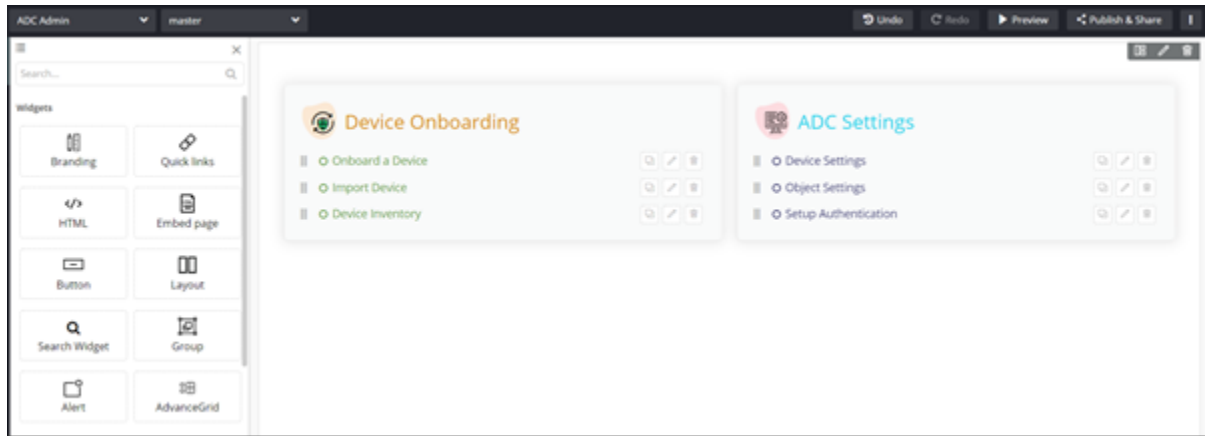 ADC Admin master Undo Redo Preview Publish & Share
Search...
Widgets
Branding Quick links
HTML Embed page
Button Layout
Search Widget Group
Alert AdvanceGrid
Device Onboarding
Onboard a Device
Import Device
Device Inventory
ADC Settings
Device Settings
Object Settings
Setup Authentication